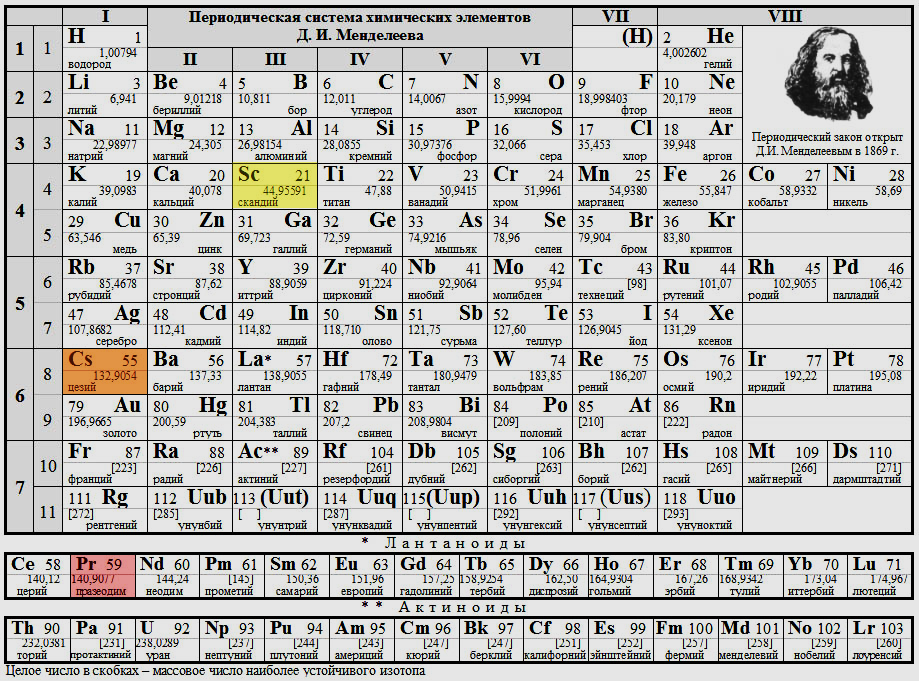 I Периодическая система химических элементов VII VIII
Д. И. Менделеева
II III IV V VI
1 1 H 1 1,00794 водород (H) 2 He 4,002602 гелий
2 2 Li 3 6,941 литий Be 4 9,01218 бериллий 5 B 10,811 бор 6 C 12,011 углерод 7 N 14,0067 азот 8 O 15,9994 кислород 9 F 18,998403 фтор 10 Ne 20,179 неон
3 3 Na 11 22,98977 натрий Mg 12 24,305 магний 13 Al 26,98154 алюминий 14 Si 28,0855 кремний 15 P 30,97376 фосфор 16 S 32,066 сера 17 Cl 35,453 хлор 18 Ar 39,948 аргон
Периодический закон открыт
Д.И. Менделеевым в 1869 г.
4 4 K 19 39,0983 калий Ca 20 40,078 кальций Sc 21 44,95591 скандий Ti 22 47,88 титан V 23 50,9415 ванадий Cr 24 51,9961 хром Mn 25 54,9380 марганец Fe 26 55,847 железо Co 27 58,9332 кобальт Ni 28 58,69 никель
5 29 Cu 63,546 медь 30 Zn 65,39 цинк 31 Ga 69,723 галлий 32 Ge 72,59 германий 33 As 74,9216 мышьяк 34 Se 78,96 селен 35 Br 79,904 бром 36 Kr 83,80 криптон
5 6 Rb 37 85,4678 рубидий Sr 38 87,62 стронций Y 39 88,9059 иттрий Zr 40 91,224 цирконий Nb 41 92,9064 ниобий Mo 42 95,94 молибден Tc 43 [98] технеций Ru 44 101,07 рутений Rh 45 102,9055 родий Pd 46 106,42 палладий
7 47 Ag 107,8682 серебро 48 Cd 112,41 кадмий 49 In 114,82 индий 50 Sn 118,710 олово 51 Sb 121,75 сурьма 52 Te 127,60 теллур 53 I 126,9045 йод 54 Xe 131,29 ксенон
6 8 Cs 55 132,9054 цезий Ba 56 137,33 барий La* 57 138,9055 лантан Hf 72 178,49 гафний Ta 73 180,9479 тантал W 74 183,85 вольфрам Re 75 186,207 рений Os 76 190,2 осмий Ir 77 192,22 иридий Pt 78 195,08 платина
9 79 Au 196,9665 золото 80 Hg 200,59 ртуть 81 Tl 204,383 таллий 82 Pb 207,2 свинец 83 Bi 208,9804 висмут 84 Po [209] полоний 85 At [210] астат 86 Rn [222] радон
7 10 Fr 87 [223] франций Ra 88 [226] радий Ac** 89 [227] актиний Rf 104 [261] резерфордий Db 105 [262] дубний Sg 106 [263] сиборгий Bh 107 [262] борий Hs 108 [265] гасий Mt 109 [266] майтнерий Ds 110 [271] дармштадтий
11 111 Rg [272] рентгений 112 Uub [285] унунбий 113 (Uut) [ ] унунтрий 114 Uuq [287] унунквадий 115 (Uup) [ ] унунпентий 116 Uuh [292] унунгексий 117 (Uus) [ ] унунсептий 118 Uuo [293] унуноктий
* Лантаноиды
Ce 58 140,12 церий Pr 59 140,9077 празеодим Nd 60 144,24 неодим Pm 61 [145] прометий Sm 62 150,36 самарий Eu 63 151,96 европий Gd 64 157,25 гадолиний Tb 65 158,9254 тербий Dy 66 162,50 диспрозий Ho 67 164,9304 гольмий Er 68 167,26 эрбий Tm 69 168,9342 тулий Yb 70 173,04 иттербий Lu 71 174,967 лютеций
** Актиноиды
Th 90 232,0381 торий Pa 91 [231] протактиний U 92 238,0289 уран Np 93 [237] нептуний Pu 94 [244] плутоний Am 95 [243] америций Cm 96 [247] кюрий Bk 97 [247] берклий Cf 98 [251] калифорний Es 99 [252] эйнштейний Fm 100 [257] фермий Md 101 [258] менделевий No 102 [259] нобелий Lr 103 [260] лоуренсий
Целое число в скобках – массовое число наиболее устойчивого изотопа